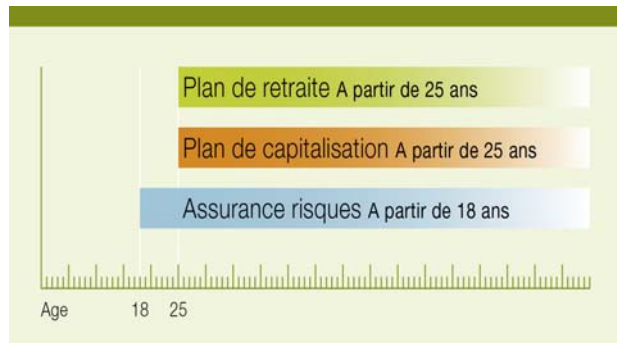 Plan de retraite A partir de 25 ans
Plan de capitalisation A partir de 25 ans
Assurance risques A partir de 18 ans
Age 18 25